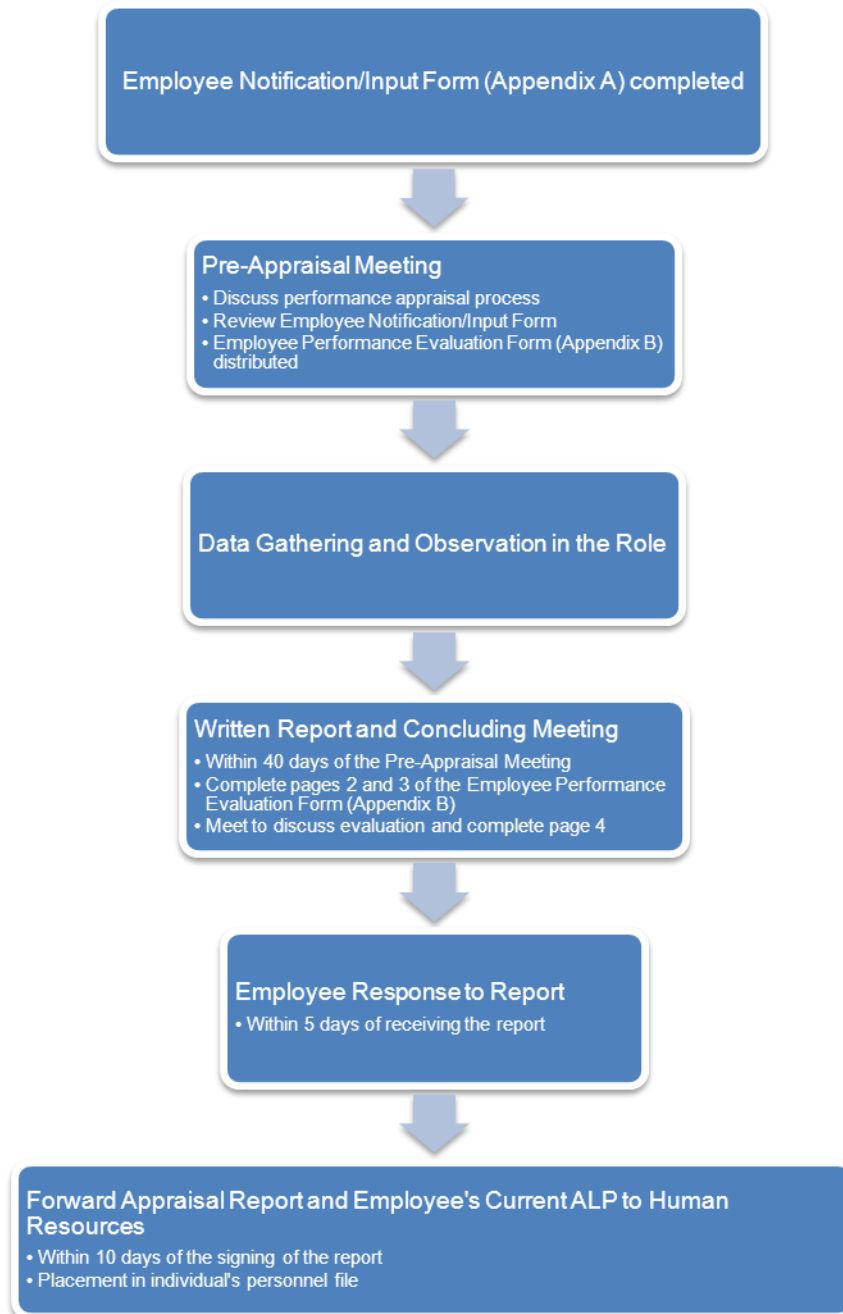 Employee Notification/Input Form (Appendix A) completed
Pre-Appraisal Meeting
• Discuss performance appraisal process
• Review Employee Notification/Input Form
• Employee Performance Evaluation Form (Appendix B)
distributed
Data Gathering and Observation in the Role
Written Report and Concluding Meeting
• Within 40 days of the Pre-Appraisal Meeting
• Complete pages 2 and 3 of the Employee Performance
Evaluation Form (Appendix B)
• Meet to discuss evaluation and complete page 4
Employee Response to Report
• Within 5 days of receiving the report
Forward Appraisal Report and Employee's Current ALP to Human
Resources
• Within 10 days of the signing of the report
• Placement in individual's personnel file